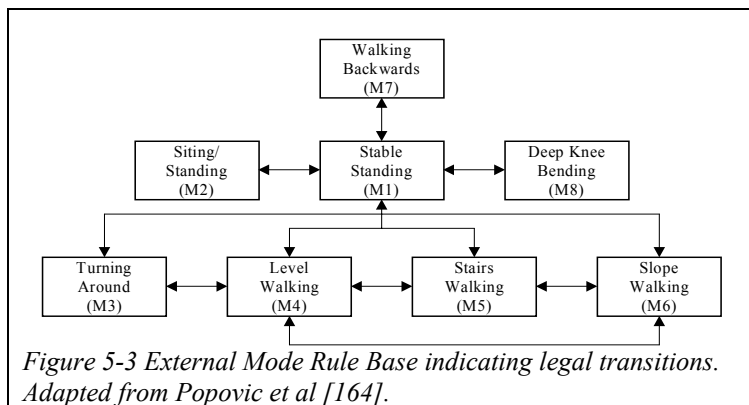 Walking
Backwards
(M7)
Siting/
Standing
(M2)
Stable
Standing
(M1)
Deep Knee
Bending
(M8)
Turning
Around
(M3)
Level
Walking
(M4)
Stairs
Walking
(M5)
Slope
Walking
(M6)
Figure 5-3 External Mode Rule Base indicating legal transitions.
Adapted from Popovic et al [164].